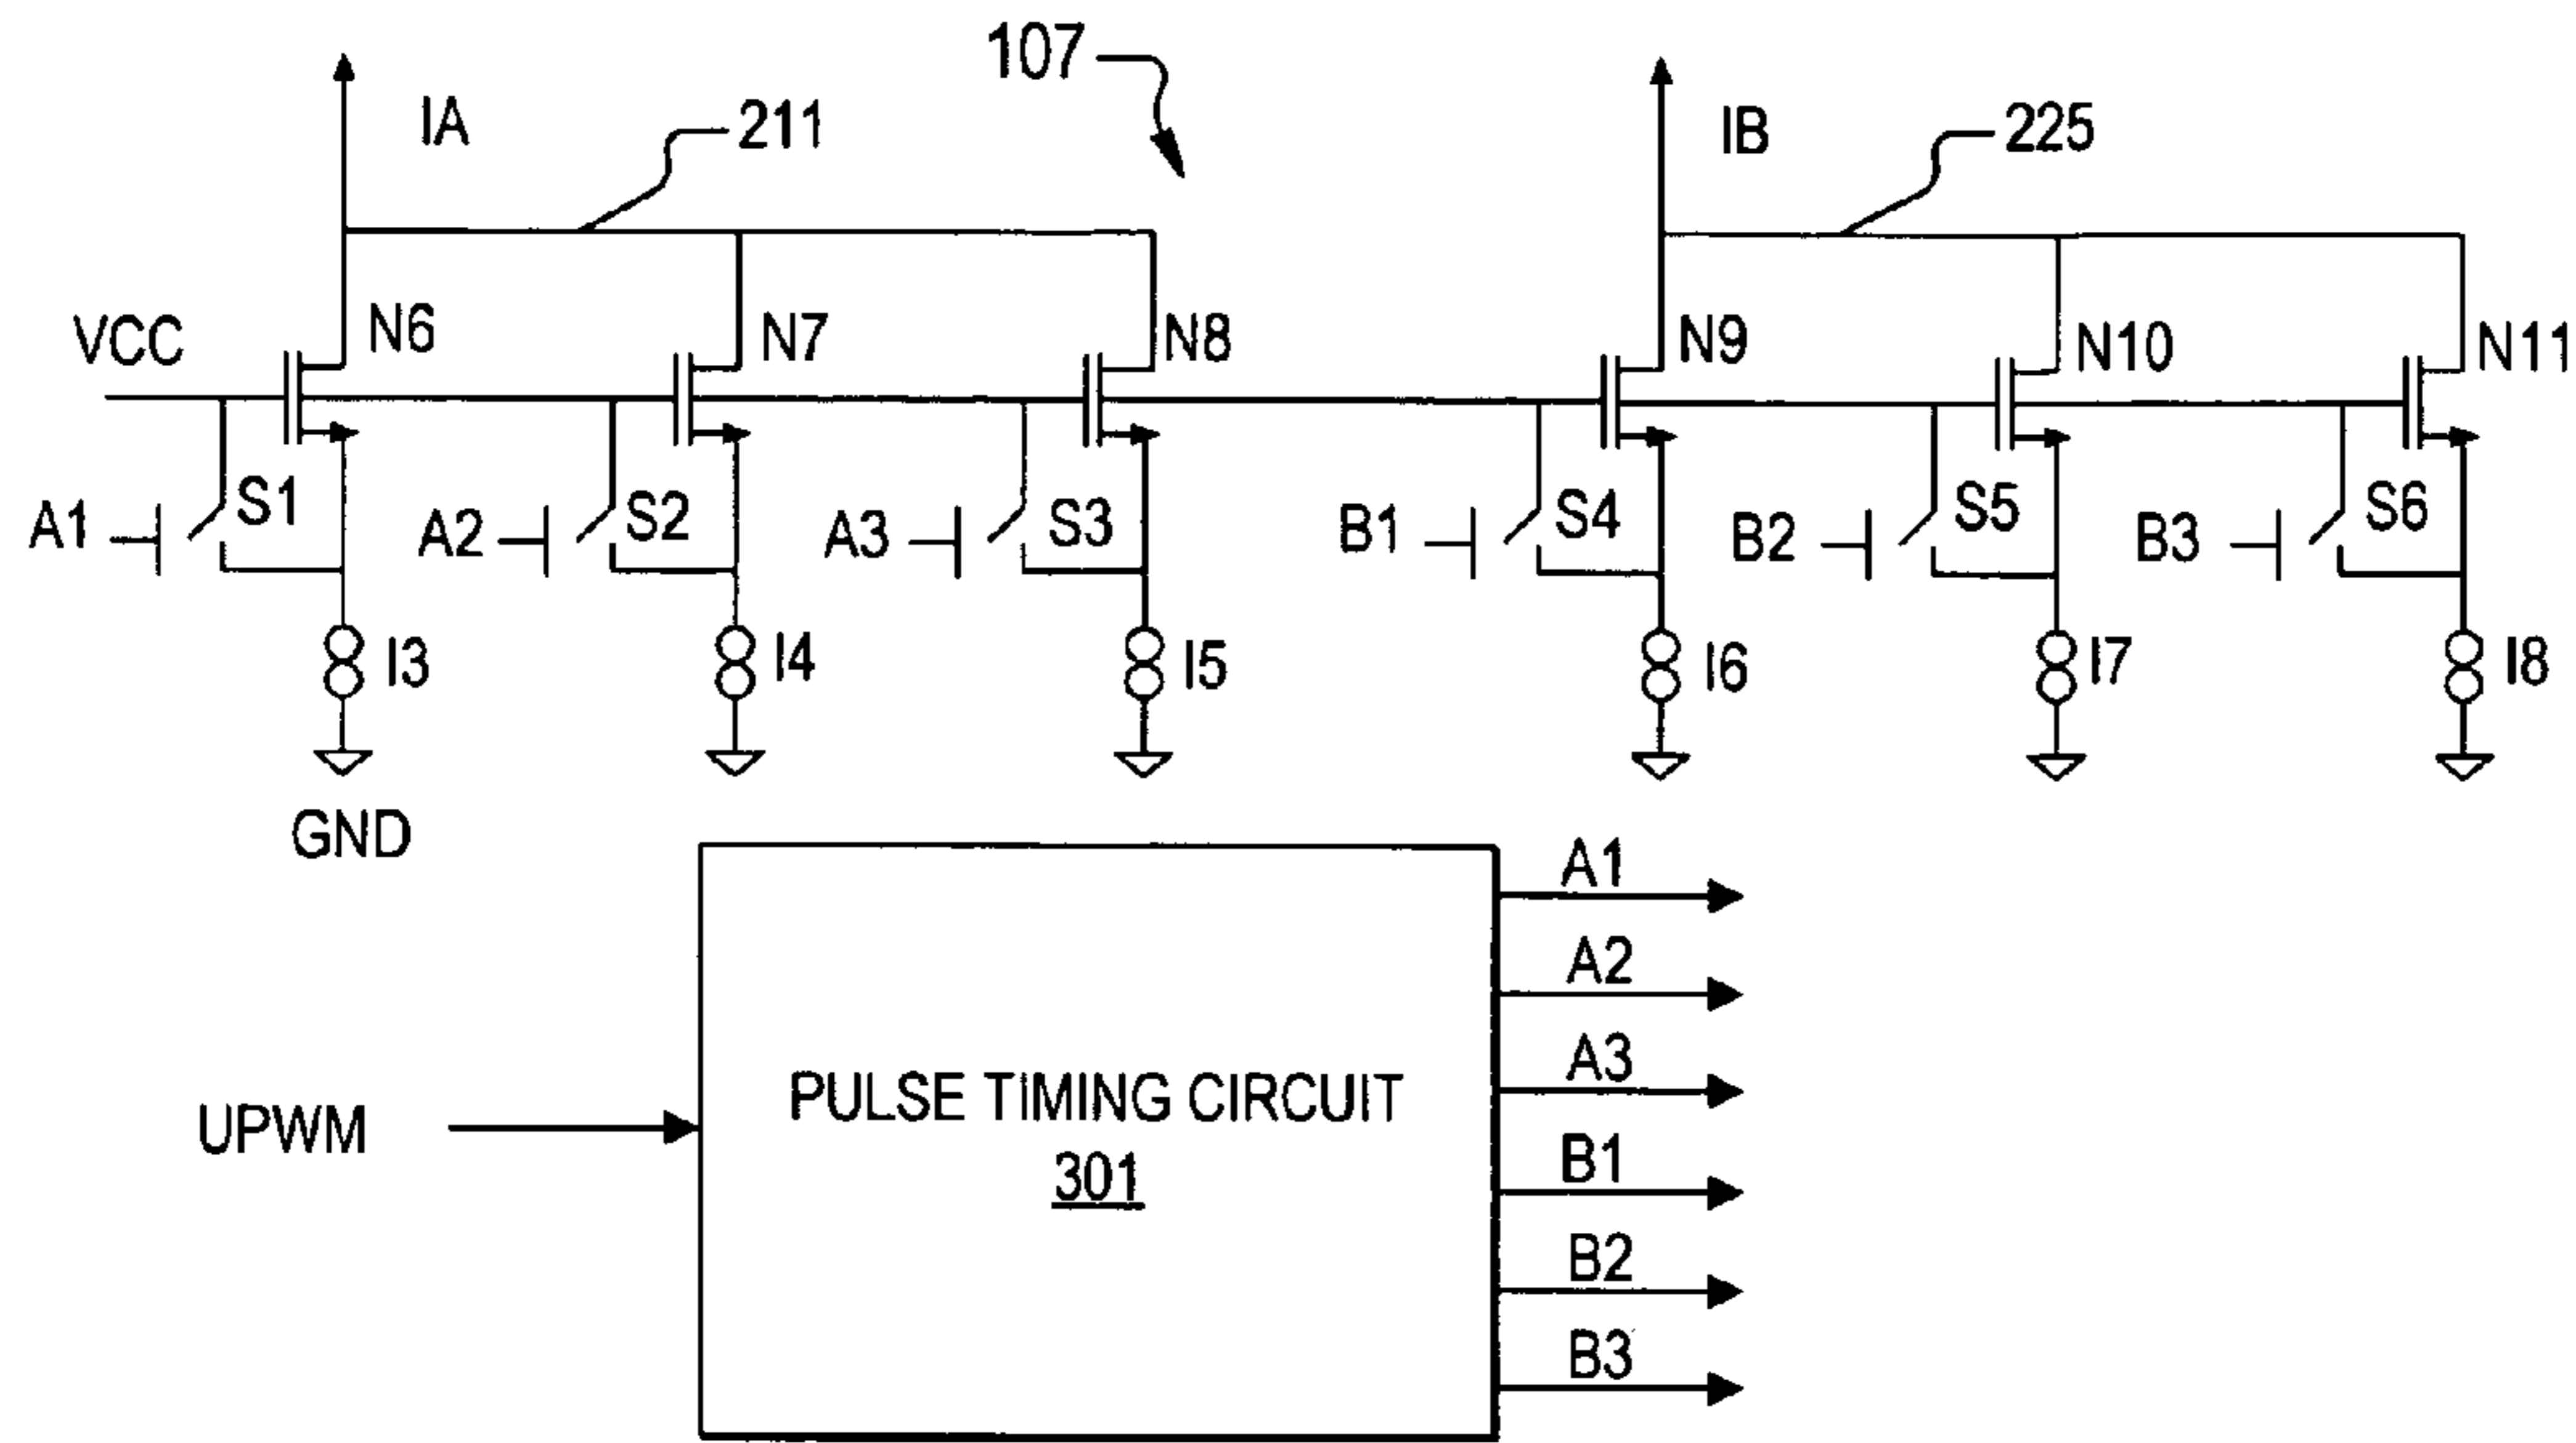 107
IA
211
IB
225
VCC
N6
N7
N8
N9
N10
N11
A1
S1
A2
S2
A3
S3
B1
S4
B2
S5
B3
S6
I3
I4
I5
I6
I7
I8
GND
UPWM
PULSE TIMING CIRCUIT
301
A1
A2
A3
B1
B2
B3